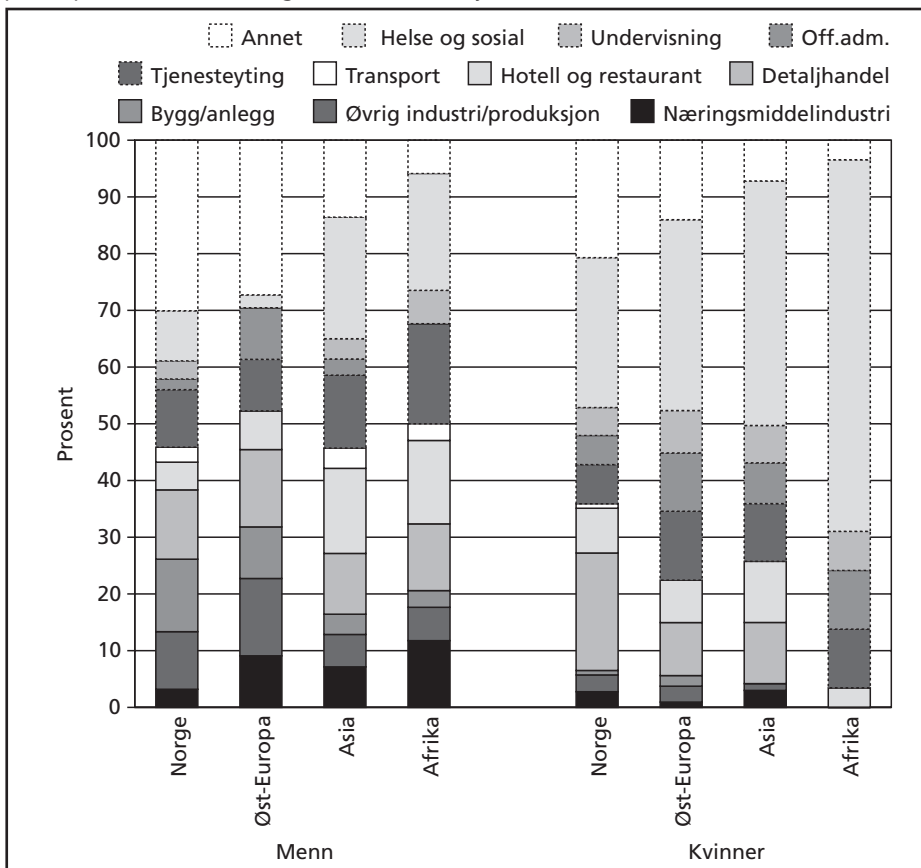 Annet Helse og sosial Undervisning Off.adm.
Tjenesteyting Transport Hotell og restaurant Detaljhandel
Bygg/anlegg Øvrig industri/produksjon Næringsmiddelindustri
100
90
80
70
60
50
40
30
20
10
0
Prosent
Norge
Øst-Europa
Asia
Afrika
Norge
Øst-Europa
Asia
Afrika
Menn Kvinner